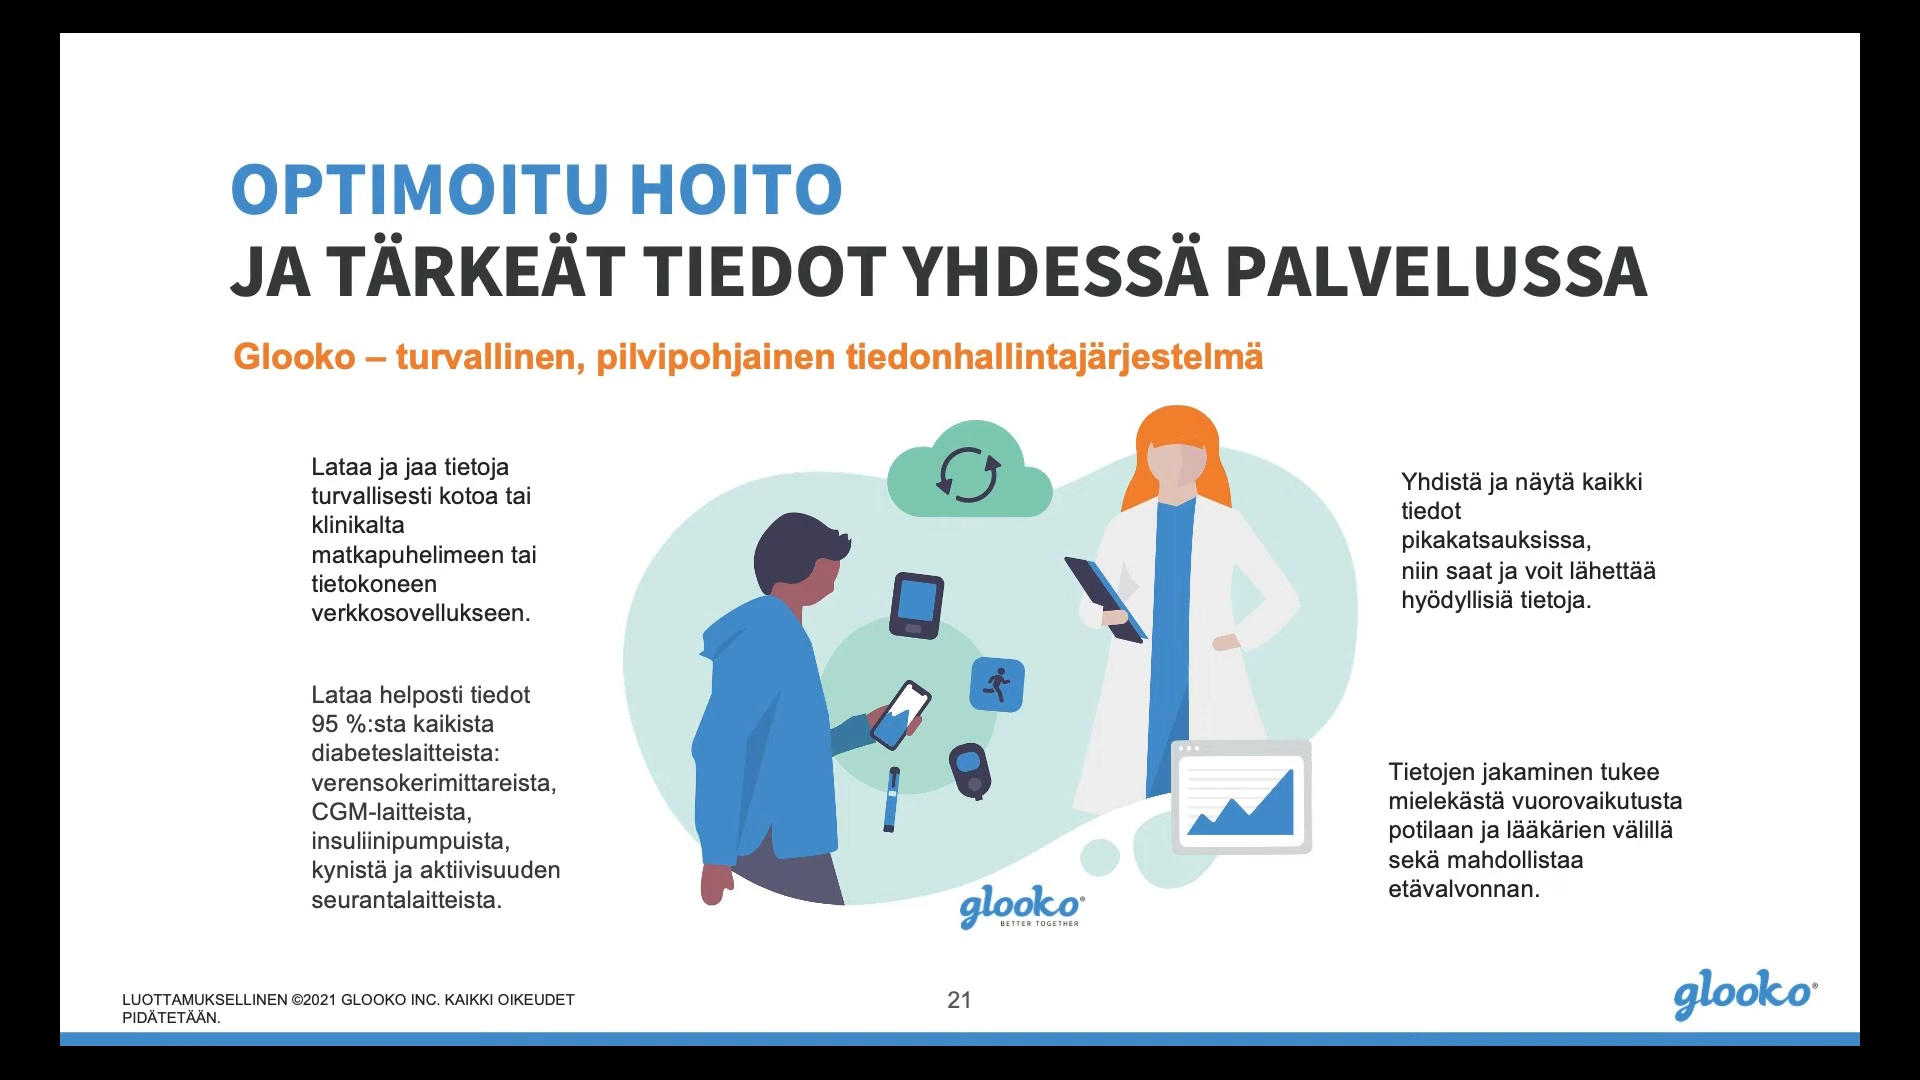 OPTIMOITU HOITO
JA TÄRKEÄT TIEDOT YHDESSÄ PALVELUSSA
Glooko – turvallinen, pilvipohjainen tiedonhallintajärjestelmä
Lataa ja jaa tietoja
turvallisesti kotoa tai
klinikalta
matkapuhelimeen tai
tietokoneen
verkkosovellukseen.
Lataa helposti tiedot
95 %:sta kaikista
diabeteslaitteista:
verensokerimittareista,
CGM-laitteista,
insuliinipumpuista,
kynistä ja aktiivisuuden
seurantalaitteista.
Yhdistä ja näytä kaikki
tiedot
pikakatsauksissa,
niin saat ja voit lähettää
hyödyllisiä tietoja.
Tietojen jakaminen tukee
mielekästä vuorovaikutusta
potilaan ja lääkärien välillä
sekä mahdollistaa
etävalvonnan.
glooko®
BETTER TOGETHER
LUOTTAMUKSELLINEN ©2021 GLOOKO INC. KAIKKI OIKEUDET
PIDÄTETÄÄN.
21
glooko®